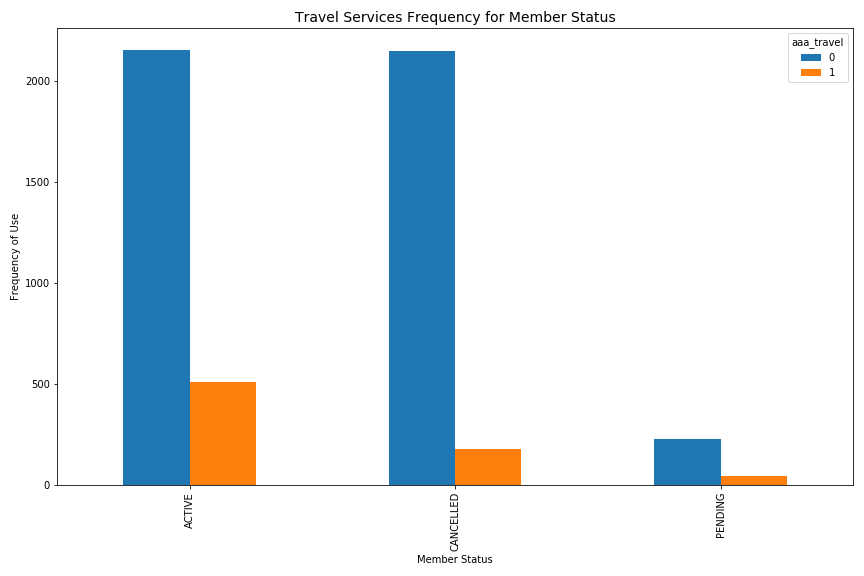 Travel Services Frequency for Member Status
aaa_travel
0
1
2000
1500
1000
500
0
Frequency of Use
ACTIVE
CANCELLED
PENDING
Member Status